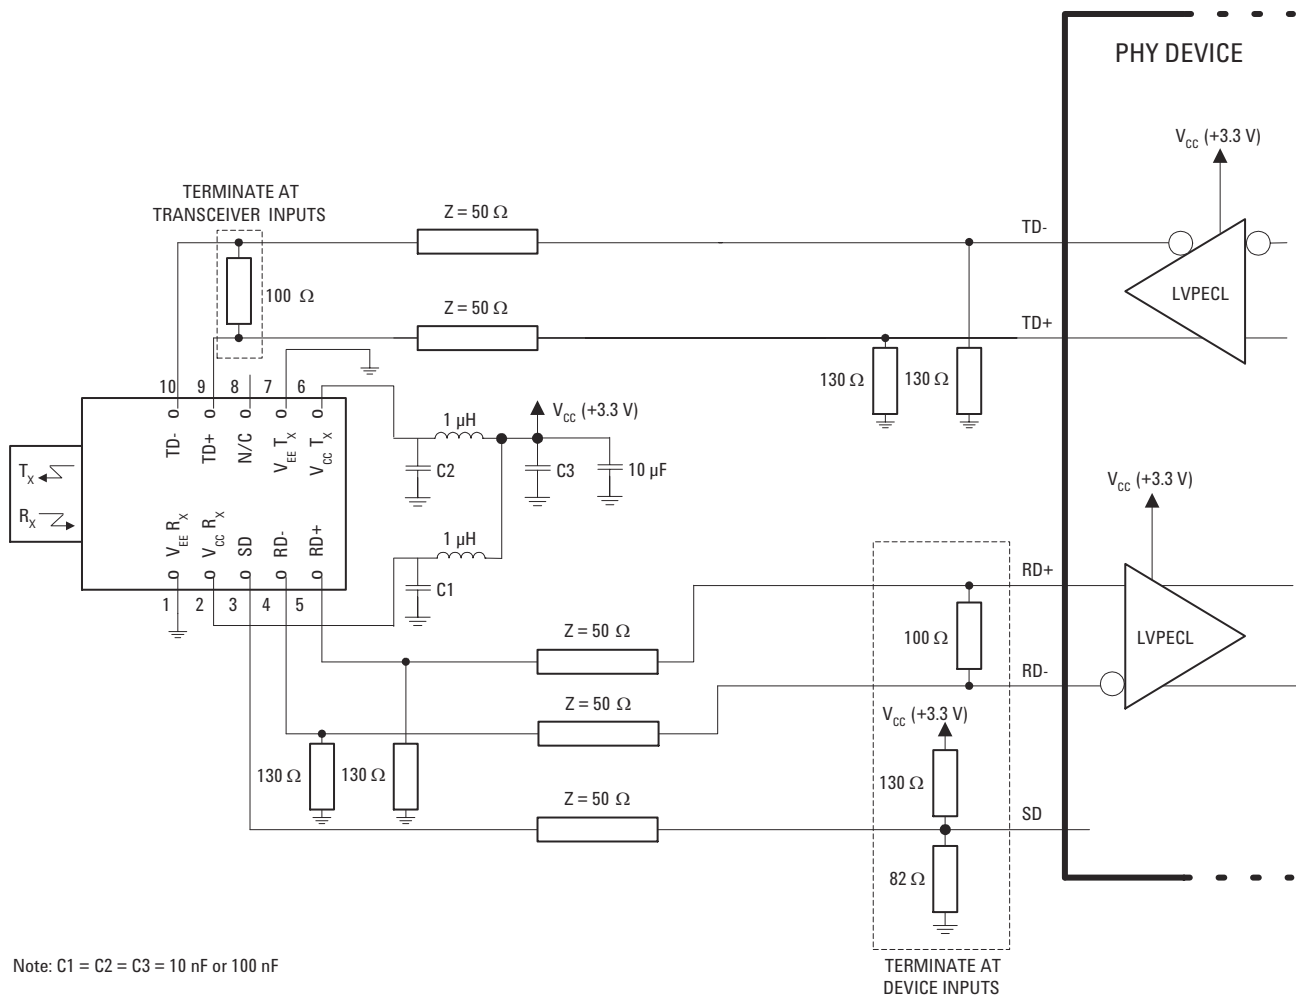 PHY DEVICE
V_CC (+3.3 V)
TERMINATE AT
TRANSCEIVER INPUTS
Z = 50 Ω
TD-
LVPECL
100 Ω
Z = 50 Ω
TD+
130 Ω
130 Ω
10
9
8
7
6
TD-
TD+
N/C
V_EE T_X
V_CC T_X
1 µH
V_CC (+3.3 V)
C2
C3
10 µF
T_X
R_X
V_EE R_X
V_CC R_X
SD
RD-
RD+
1 µH
C1
1
2
3
4
5
V_CC (+3.3 V)
RD+
Z = 50 Ω
100 Ω
LVPECL
RD-
Z = 50 Ω
V_CC (+3.3 V)
130 Ω
130 Ω
130 Ω
Z = 50 Ω
SD
82 Ω
Note: C1 = C2 = C3 = 10 nF or 100 nF
TERMINATE AT
DEVICE INPUTS